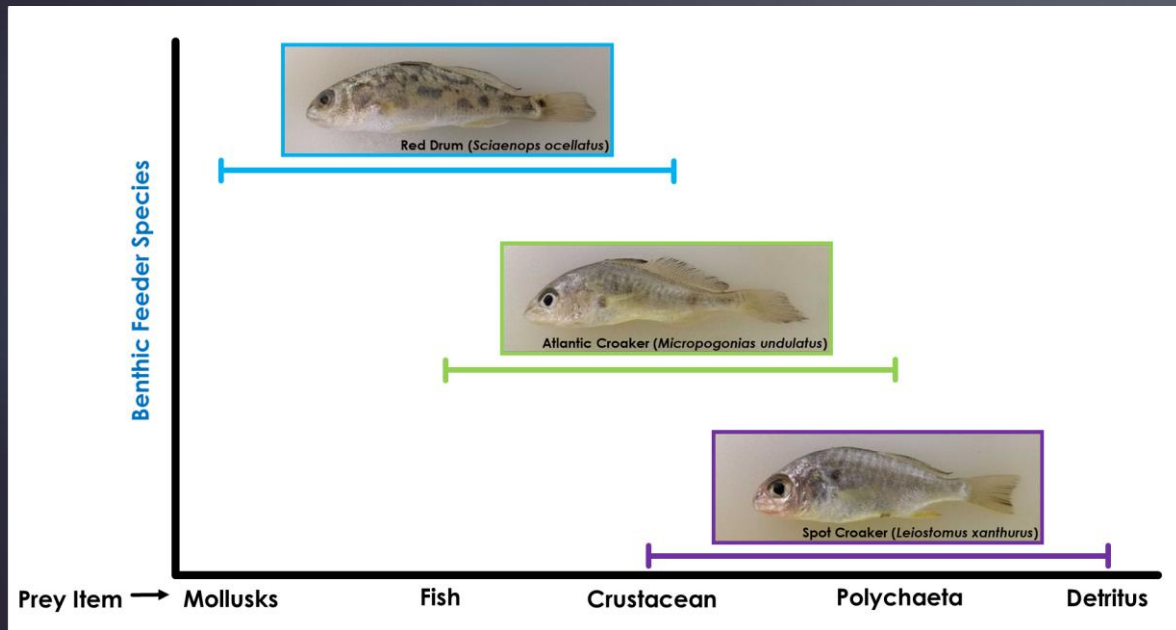 Benthic Feeder Species
Red Drum (Sciaenops ocellatus)
Atlantic Croaker (Micropogonias undulatus)
Spot Croaker (Leiostomus xanthurus)
Prey Item → Mollusks Fish Crustacean Polychaeta Detritus